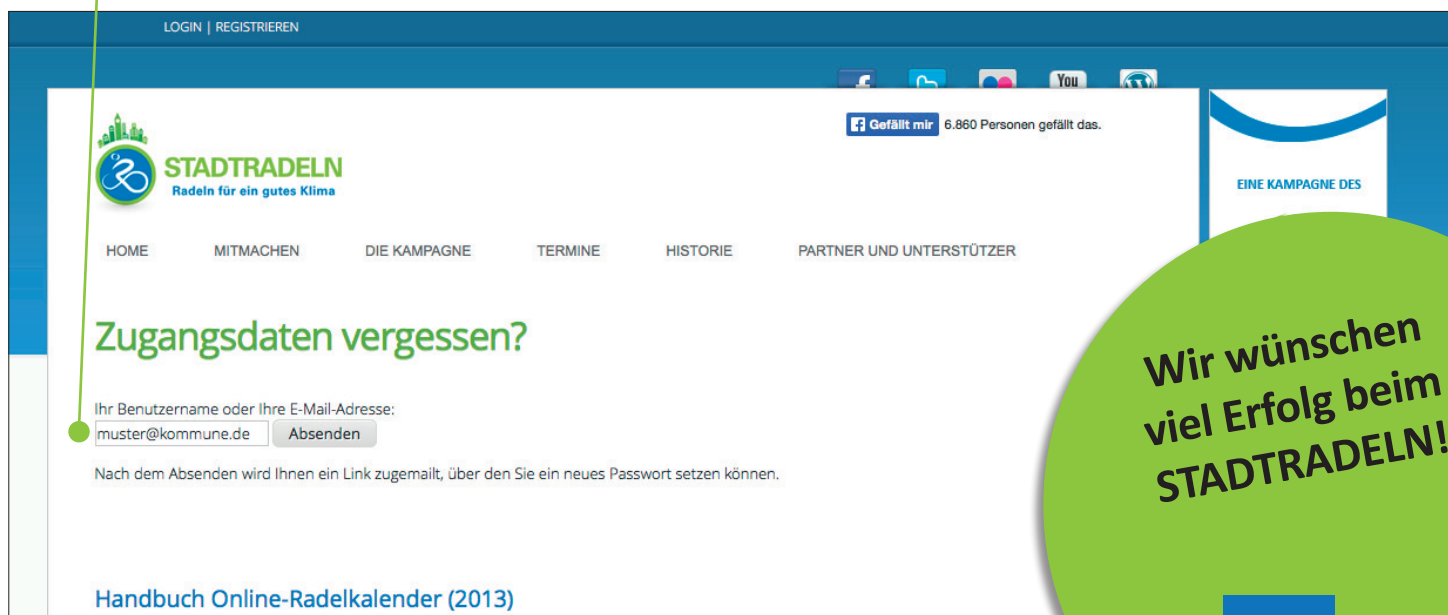 LOGIN | REGISTRIEREN
You
Gefällt mir 6.860 Personen gefällt das.
STADTRADELN
Radeln für ein gutes Klima
EINE KAMPAGNE DES
HOME MITMACHEN DIE KAMPAGNE TERMINE HISTORIE PARTNER UND UNTERSTÜTZER
Zugangsdaten vergessen?
Ihr Benutzername oder Ihre E-Mail-Adresse:
muster@kommune.de Absenden
Nach dem Absenden wird Ihnen ein Link zugemailt, über den Sie ein neues Passwort setzen können.
Wir wünschen
viel Erfolg beim
STADTRADELN!
Handbuch Online-Radelkalender (2013)